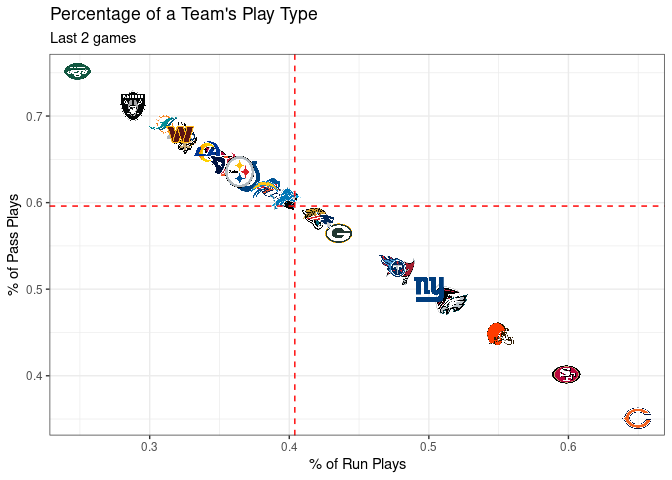 Percentage of a Team's Play Type
Last 2 games
% of Pass Plays
0.7
0.6
0.5
0.4
ny
G
W
0.3
0.4
0.5
0.6
% of Run Plays